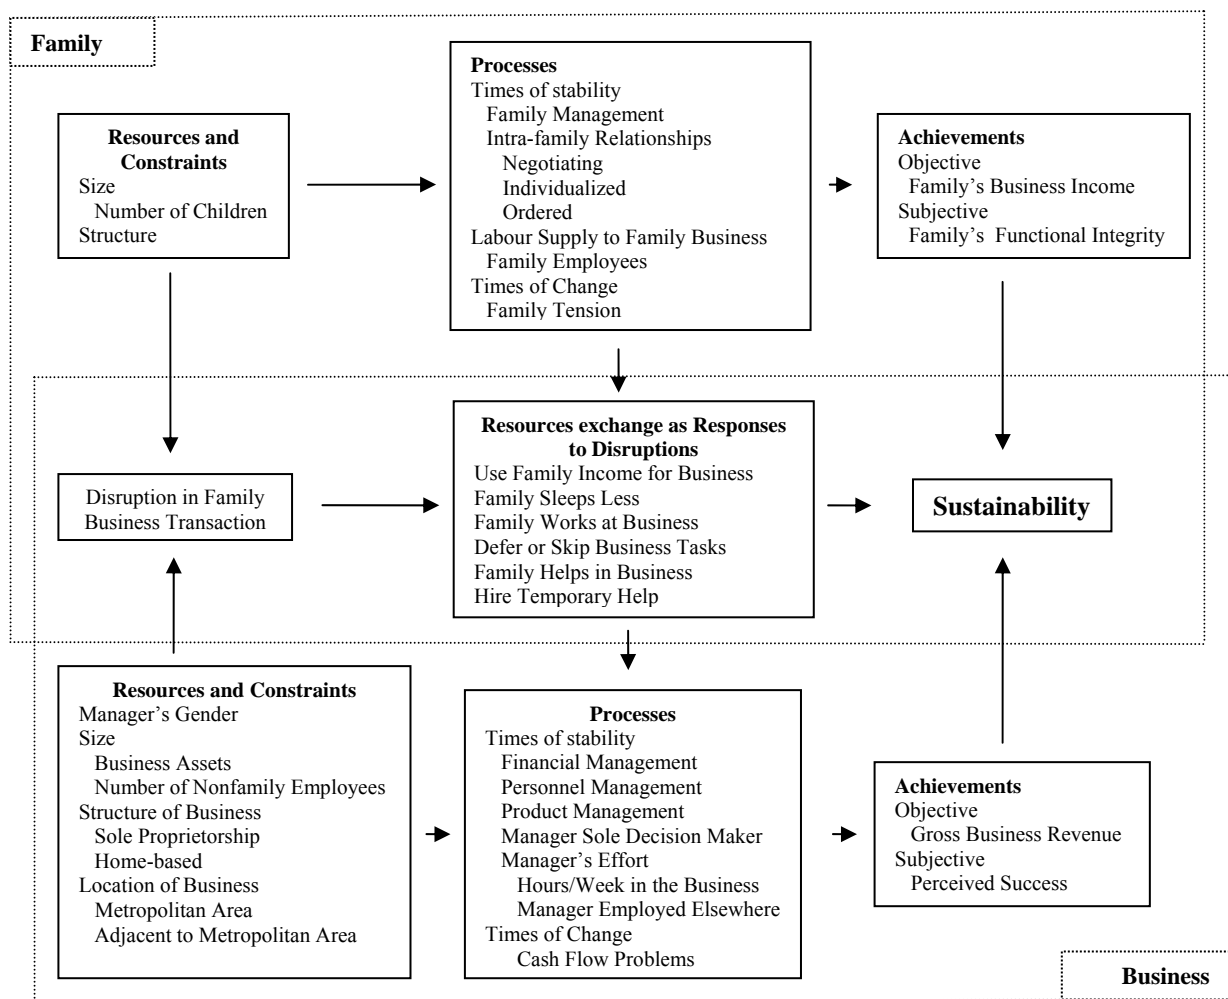 Family
Processes
Times of stability
Family Management
Intra-family Relationships
Negotiating
Individualized
Ordered
Labour Supply to Family Business
Family Employees
Times of Change
Family Tension
Resources and
Constraints
Size
Number of Children
Structure
Achievements
Objective
Family's Business Income
Subjective
Family's  Functional Integrity
Disruption in Family
Business Transaction
Resources exchange as Responses
to Disruptions
Use Family Income for Business
Family Sleeps Less
Family Works at Business
Defer or Skip Business Tasks
Family Helps in Business
Hire Temporary Help
Sustainability
Resources and Constraints
Manager's Gender
Size
Business Assets
Number of Nonfamily Employees
Structure of Business
Sole Proprietorship
Home-based
Location of Business
Metropolitan Area
Adjacent to Metropolitan Area
Processes
Times of stability
Financial Management
Personnel Management
Product Management
Manager Sole Decision Maker
Manager's Effort
Hours/Week in the Business
Manager Employed Elsewhere
Times of Change
Cash Flow Problems
Achievements
Objective
Gross Business Revenue
Subjective
Perceived Success
Business